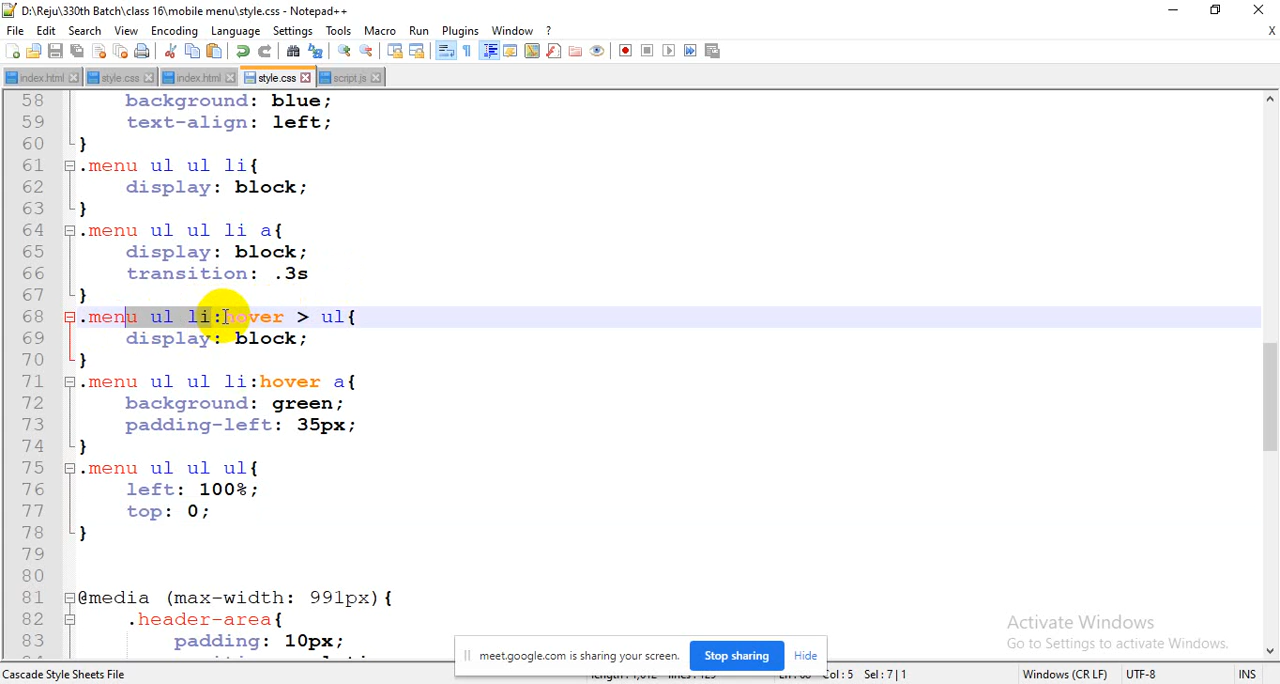 D:\Reju\330th Batch\class 16\mobile menu\style.css - Notepad++
File Edit Search View Encoding Language Settings Tools Macro Run Plugins Window ? X
index.html style.css index.html style.css script.js
58 background: blue;
59 text-align: left;
60 }
61 .menu ul ul li{
62 display: block;
63 }
64 .menu ul ul li a{
65 display: block;
66 transition: .3s
67 }
68 .menu ul li:hover > ul{
69 display: block;
70 }
71 .menu ul ul li:hover a{
72 background: green;
73 padding-left: 35px;
74 }
75 .menu ul ul ul{
76 left: 100%;
77 top: 0;
78 }
79
80
81 @media (max-width: 991px){
82 .header-area{
83 padding: 10px;
Activate Windows
Go to Settings to activate Windows.
meet.google.com is sharing your screen. Stop sharing Hide
Cascade Style Sheets File Col: 5 Sel: 7 | 1 Windows (CR LF) UTF-8 INS